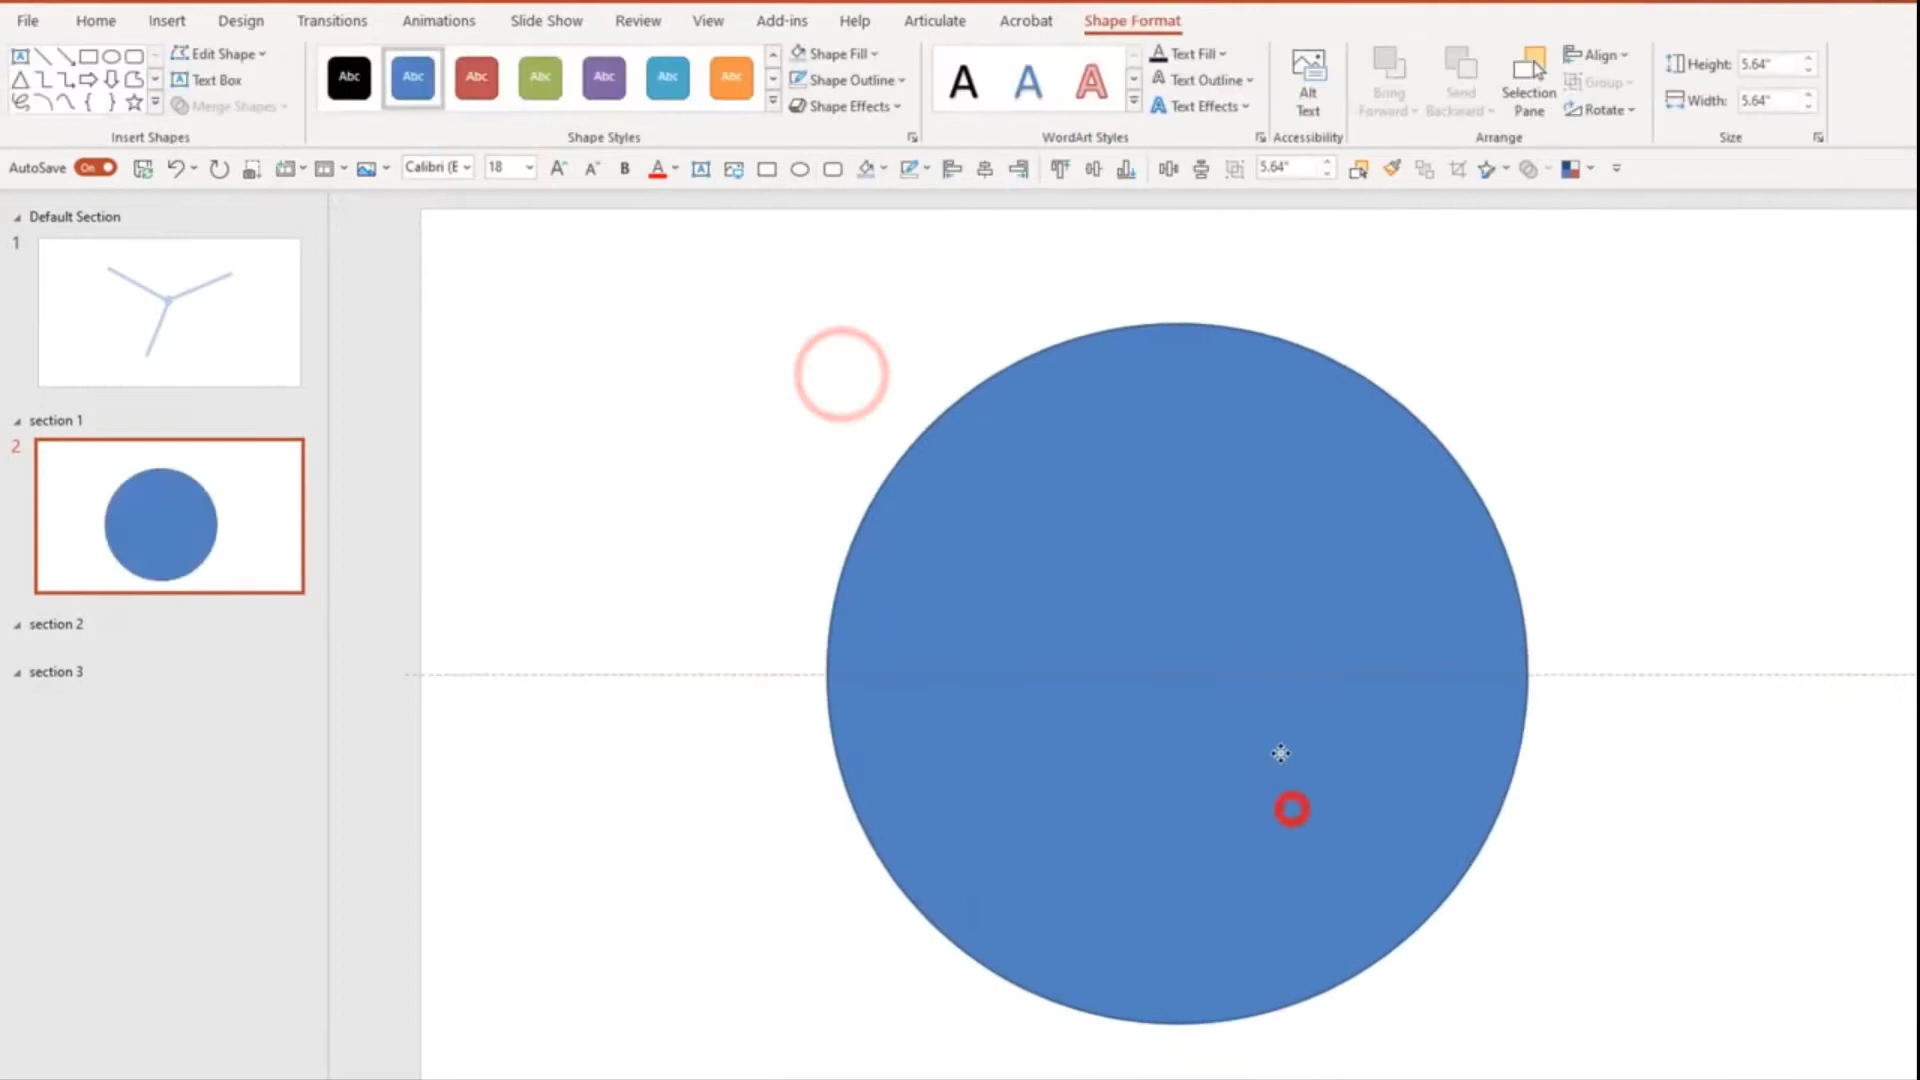 File Home Insert Design Transitions Animations Slide Show Review View Add-ins Help Articulate Acrobat Shape Format
Edit Shape
Text Box
Merge Shapes
Insert Shapes
Abc Abc Abc Abc Abc Abc Abc
Shape Fill
Shape Outline
Shape Effects
Shape Styles
A A A
Text Fill
Text Outline
Text Effects
WordArt Styles
Alt
Text
Accessibility
Bring
Forward
Send
Backward
Selection
Pane
Align
Group
Rotate
Arrange
Height: 5.64"
Width: 5.64"
Size
AutoSave On Calibri (E 18 A A B A 5.64"
Default Section
1
section 1
2
section 2
section 3